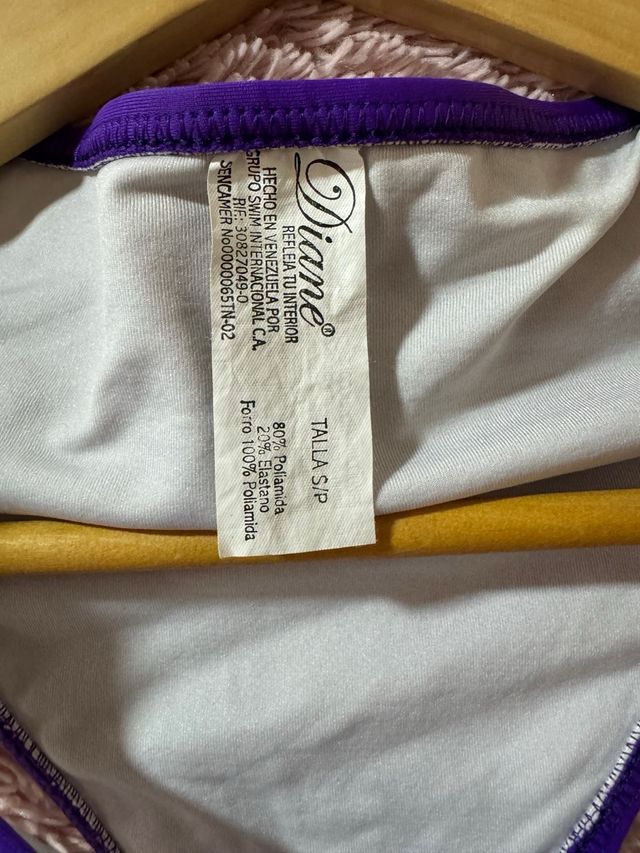 Diane®
REFLEJA TU INTERIOR
HECHO EN VENEZUELA POR
GRUPO SWIM INTERNACIONAL C.A.
RIF.: 30827049-0
SENCAMER No0000065TN-02
TALLA S/P
80% Poliamida
20% Elastano
Forro 100% Poliamida